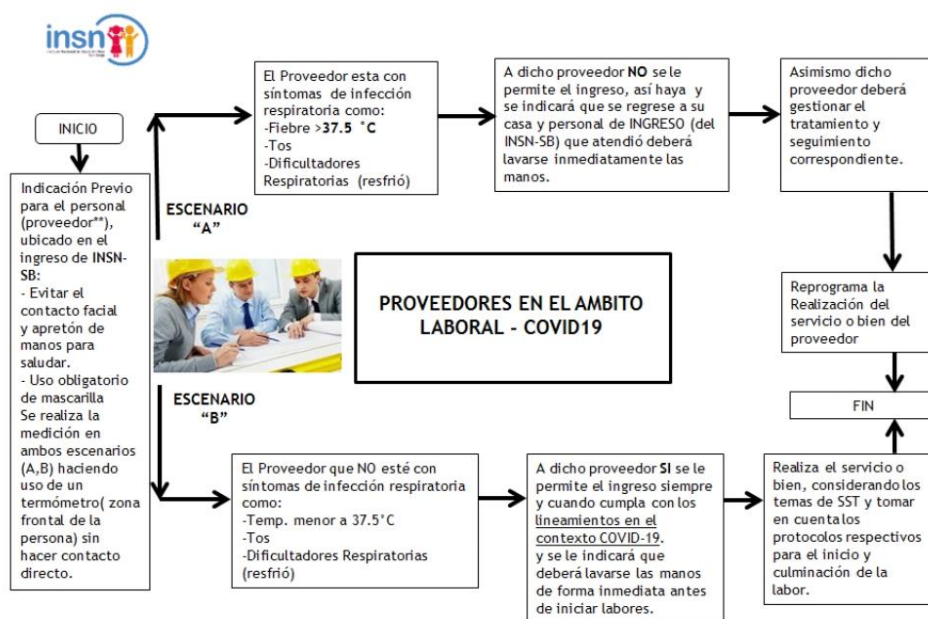 insn
INICIO
Indicación Previo
para el personal
(proveedor**),
ubicado en el
ingreso de INSN-
SB:
- Evitar el
contacto facial
y apretón de
manos para
saludar.
- Uso obligatorio
de mascarilla
Se realiza la
medición en
ambos escenarios
(A,B) haciendo
uso de un
termómetro( zona
frontal de la
persona) sin
hacer contacto
directo.
ESCENARIO
“A”
El Proveedor esta con
síntomas de infección
respiratoria como:
-Fiebre >37.5 ˚C
-Tos
-Dificultadores
Respiratorias (resfrió)
A dicho proveedor NO se le
permite el ingreso, así haya y
se indicará que se regrese a su
casa y personal de INGRESO (del
INSN-SB) que atendió deberá
lavarse inmediatamente las
manos.
Asimismo dicho
proveedor deberá
gestionar el
tratamiento y
seguimiento
correspondiente.
Reprograma la
Realización del
servicio o bien del
proveedor
PROVEEDORES EN EL AMBITO
LABORAL - COVID19
ESCENARIO
“B”
El Proveedor que NO esté con
síntomas de infección respiratoria
como:
-Temp. menor a 37.5˚C
-Tos
-Dificultadores Respiratorias
(resfrió)
A dicho proveedor SI se le
permite el ingreso siempre
y cuando cumpla con los
lineamientos en el
contexto COVID-19.
y se le indicará que
deberá lavarse las manos
de forma inmediata antes
de iniciar labores.
Realiza el servicio o
bien, considerando los
temas de SST y tomar
en cuenta los
protocolos respectivos
para el inicio y
culminación de la
labor.
FIN